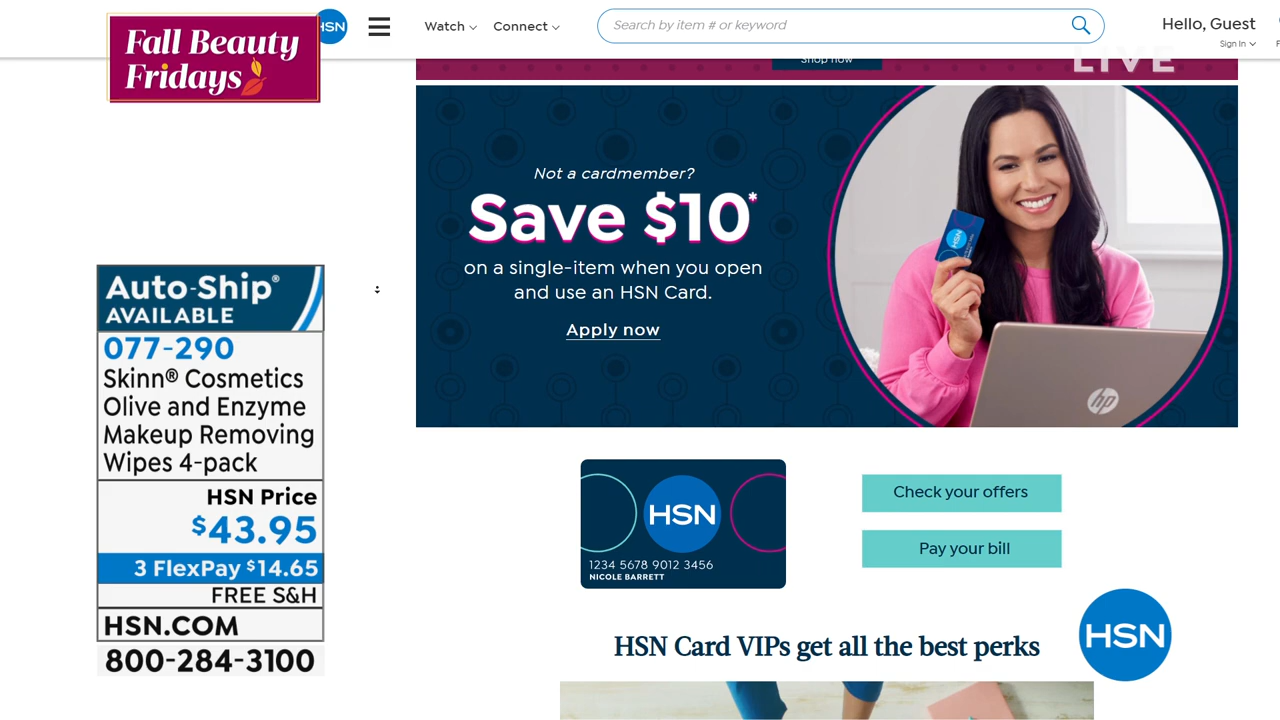 Fall Beauty
Fridays
HSN
Watch
Connect
Search by item # or keyword
Hello, Guest
Sign In
Shop now
LIVE
Not a cardmember?
Save $10*
on a single-item when you open
and use an HSN Card.
Apply now
HSN
hp
Auto-Ship®
AVAILABLE
077-290
Skinn® Cosmetics
Olive and Enzyme
Makeup Removing
Wipes 4-pack
HSN Price
$43.95
3 FlexPay $14.65
FREE S&H
HSN.COM
800-284-3100
HSN
1234 5678 9012 3456
NICOLE BARRETT
Check your offers
Pay your bill
HSN Card VIPs get all the best perks
HSN